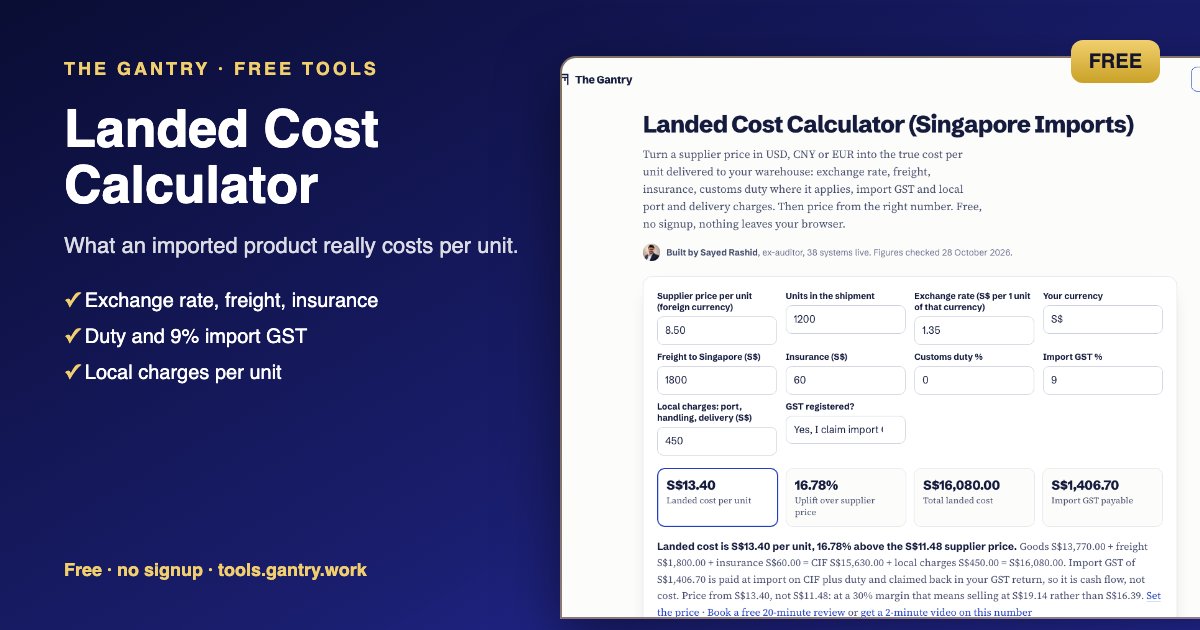 THE GANTRY · FREE TOOLS
Landed Cost
Calculator
What an imported product really costs per unit.
✓ Exchange rate, freight, insurance
✓ Duty and 9% import GST
✓ Local charges per unit
Free · no signup · tools.gantry.work
FREE
The Gantry
Landed Cost Calculator (Singapore Imports)
Turn a supplier price in USD, CNY or EUR into the true cost per
unit delivered to your warehouse: exchange rate, freight,
insurance, customs duty where it applies, import GST and local
port and delivery charges. Then price from the right number. Free,
no signup, nothing leaves your browser.
Built by Sayed Rashid, ex-auditor, 38 systems live. Figures checked 28 October 2026.
Supplier price per unit
(foreign currency)
8.50
Units in the shipment
1200
Exchange rate (S$ per 1 unit
of that currency)
1.35
Your currency
S$
Freight to Singapore (S$)
1800
Insurance (S$)
60
Customs duty %
0
Import GST %
9
Local charges: port,
handling, delivery (S$)
450
GST registered?
Yes, I claim import
S$13.40
Landed cost per unit
16.78%
Uplift over supplier
price
S$16,080.00
Total landed cost
S$1,406.70
Import GST payable
Landed cost is S$13.40 per unit, 16.78% above the S$11.48 supplier price. Goods S$13,770.00 + freight
S$1,800.00 + insurance S$60.00 = CIF S$15,630.00 + local charges S$450.00 = S$16,080.00. Import GST of
S$1,406.70 is paid at import on CIF plus duty and claimed back in your GST return, so it is cash flow, not
cost. Price from S$13.40, not S$11.48: at a 30% margin that means selling at S$19.14 rather than S$16.39. Set
the price · Book a free 20-minute review or get a 2-minute video on this number